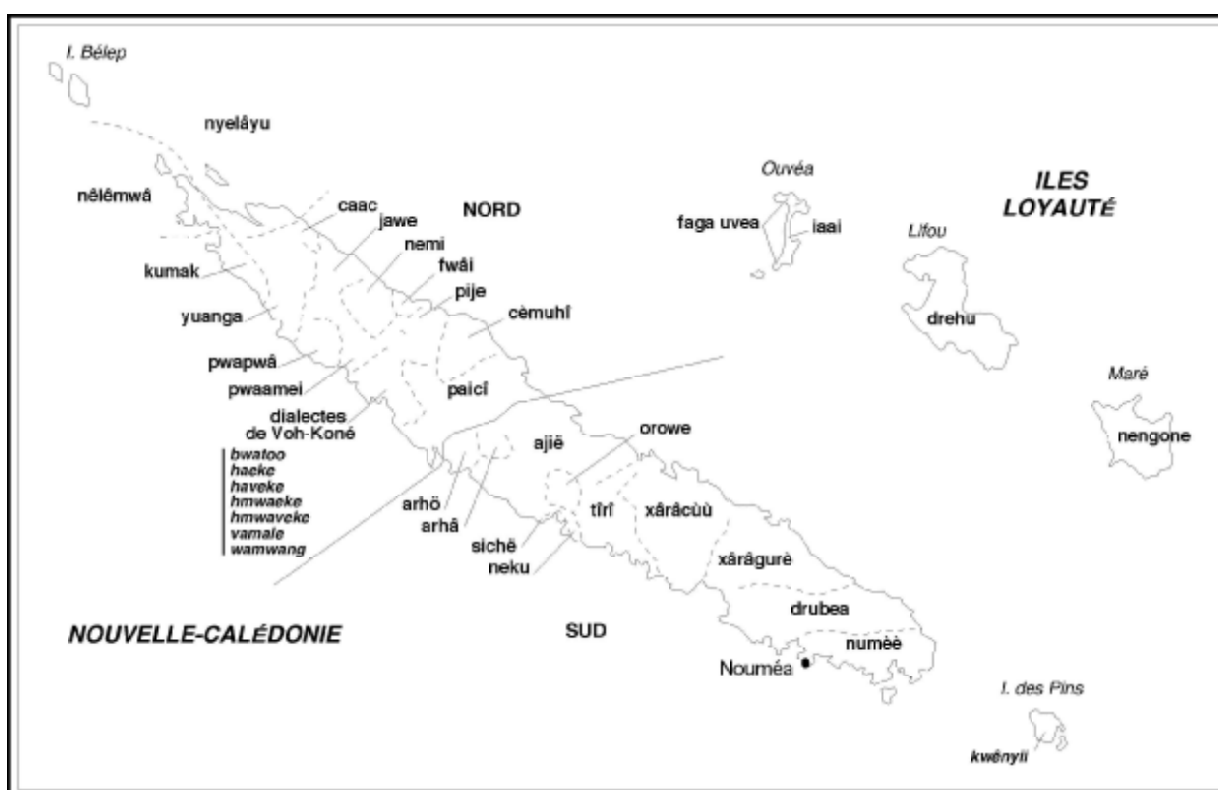 I. Bélep
nyelâyu
nêlêmwâ
caac
NORD
jawe
nemi
fwâi
pije
cèmuhî
kumak
yuanga
pwapwâ
pwaamei
paicî
dialectes
de Voh-Koné
bwatoo
haeke
haveke
hmwaeke
hmwaveke
vamale
wamwang
Ouvéa
faga uvea
iaai
ILES
LOYAUTÉ
Lifou
drehu
Maré
nengone
ajië
orowe
arhö
arhâ
tîrî
xârâcùù
sichë
neku
xârâgurè
drubea
numèè
NOUVELLE-CALÉDONIE
SUD
Nouméa
I. des Pins
kwênyii